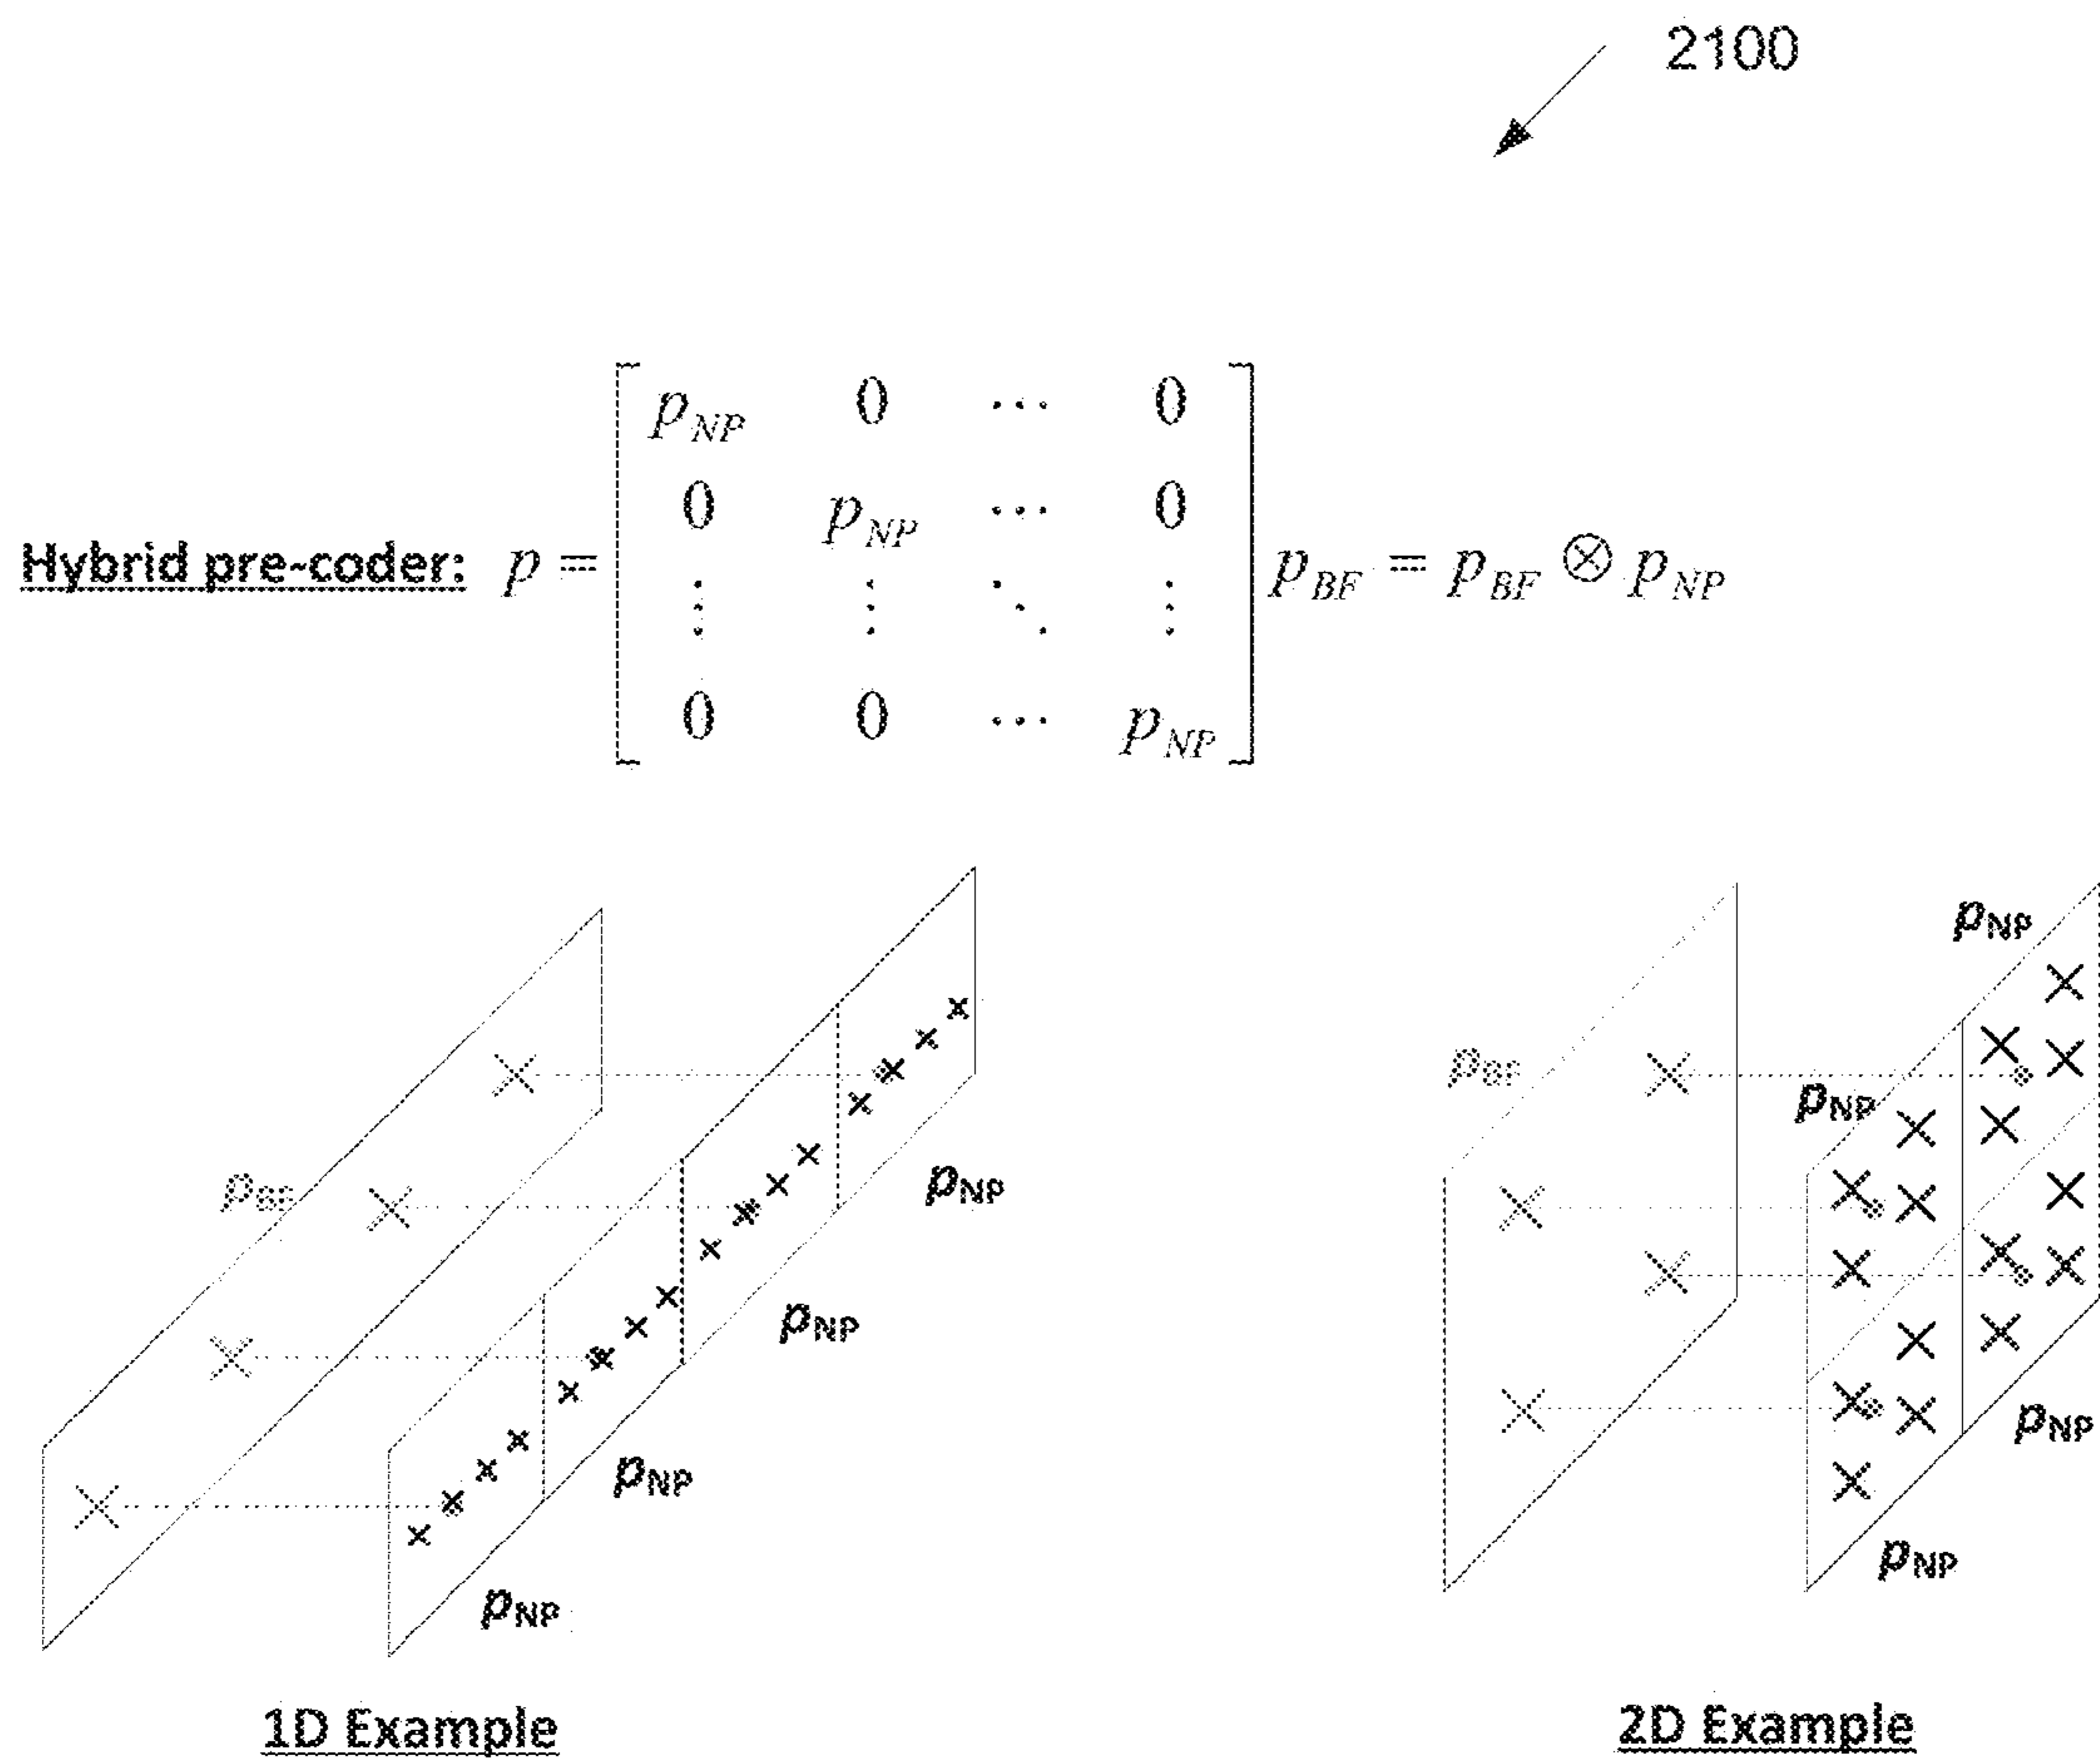 2100
Hybrid pre-coder: p = [ p_NP 0 ⋯ 0
0 p_NP ⋯ 0
⋮ ⋮ ⋱ ⋮
0 0 ⋯ p_NP ] p_BF = p_BF ⊗ p_NP
p_BF
p_NP
p_NP
p_NP
p_NP
1D Example
p_NP
p_BF
p_NP
p_NP
p_NP
2D Example